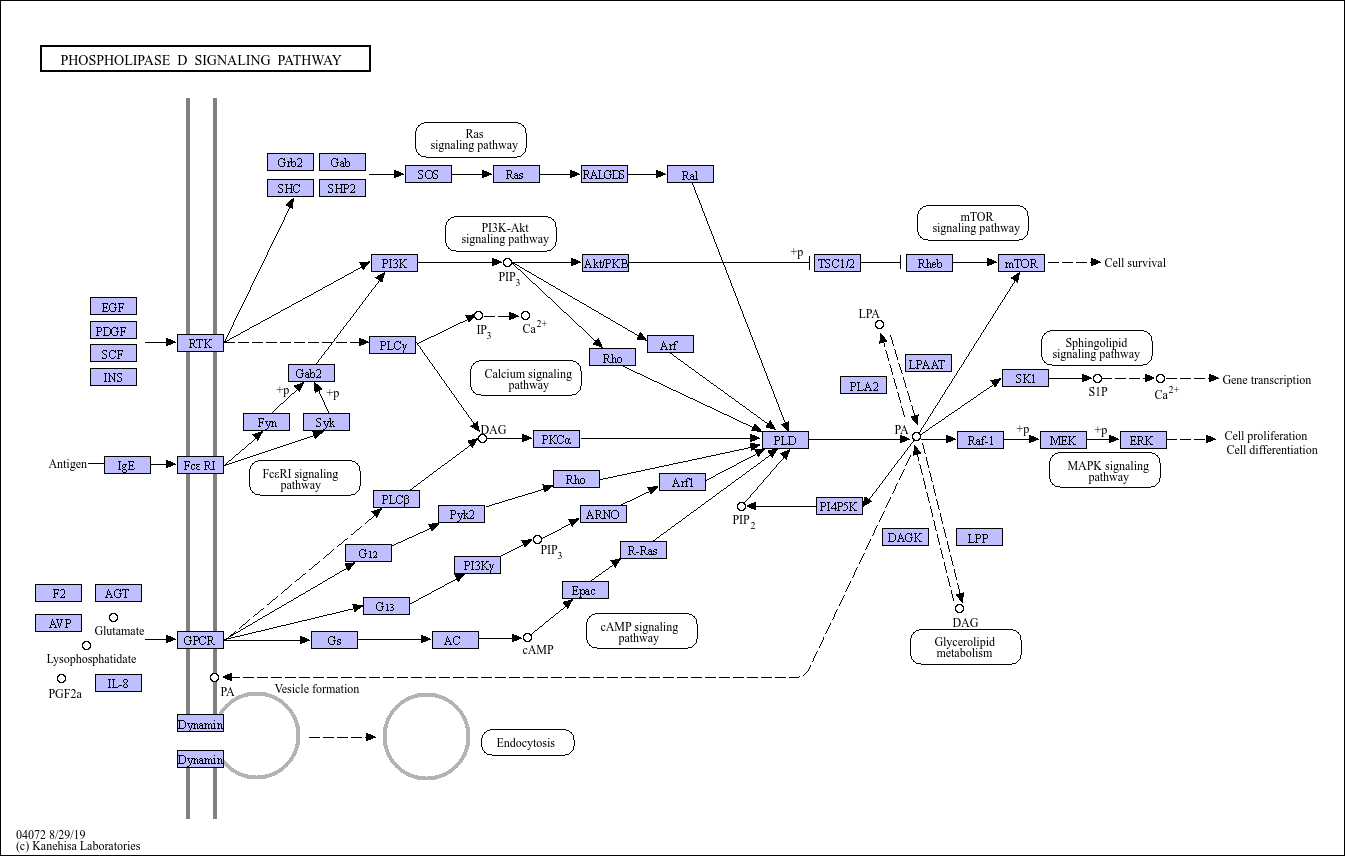 PHOSPHOLIPASE D SIGNALING PATHWAY
Ras
signaling pathway
Grb2
Gab
SHC
SHP2
SOS
Ras
RALGDS
Ral
PI3K-Akt
signaling pathway
mTOR
signaling pathway
PI3K
PIP3
Akt/PKB
+p
TSC1/2
Rheb
mTOR
Cell survival
EGF
PDGF
SCF
INS
RTK
PLCγ
IP3
Ca2+
Rho
Arf
LPA
LPAAT
PLA2
Sphingolipid
signaling pathway
Gab2
+p
+p
Calcium signaling
pathway
SK1
S1P
Ca2+
Gene transcription
Fyn
Syk
DAG
PKCα
PLD
PA
Raf-1
+p
MEK
+p
ERK
Cell proliferation
Cell differentiation
Antigen
IgE
Fcε RI
FcεRI signaling
pathway
MAPK signaling
pathway
PLCβ
Rho
Arf1
Pyk2
ARNO
PIP2
PI4P5K
G12
PIP3
PI3Kγ
R-Ras
DAGK
LPP
F2
AGT
Epac
G13
AVP
Glutamate
GPCR
Gs
AC
cAMP
cAMP signaling
pathway
DAG
Glycerolipid
metabolism
Lysophosphatidate
PGF2a
IL-8
PA
Vesicle formation
Dynamin
Endocytosis
Dynamin
04072 8/29/19
(c) Kanehisa Laboratories